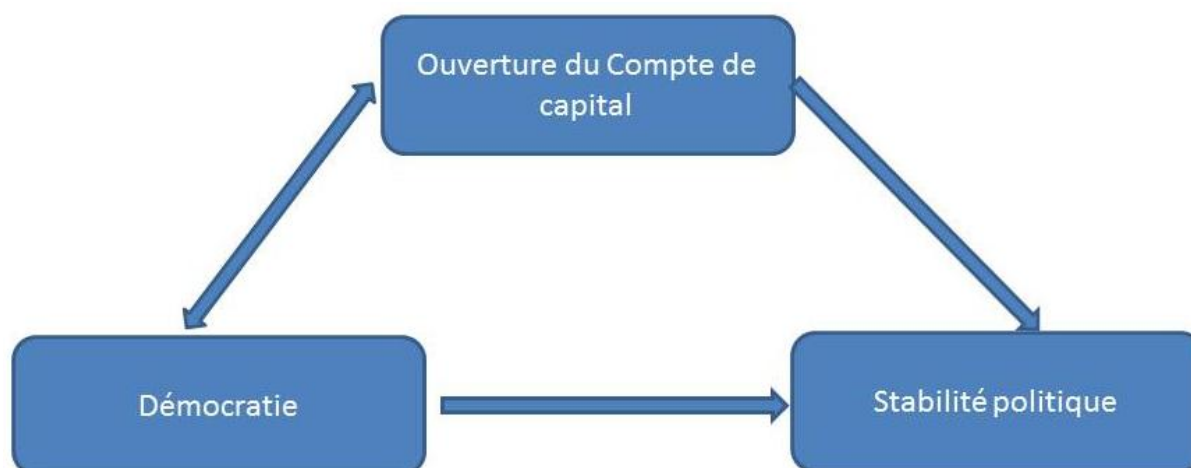 Ouverture du Compte de
capital
Démocratie
Stabilité politique